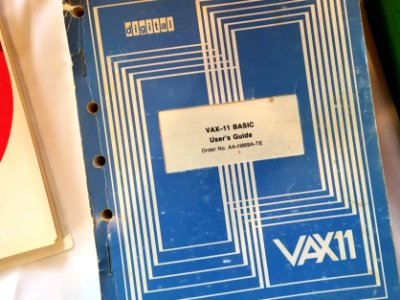 digital
VAX-11 BASIC
User's Guide
Order No. AA-H869A-TE
VAX11